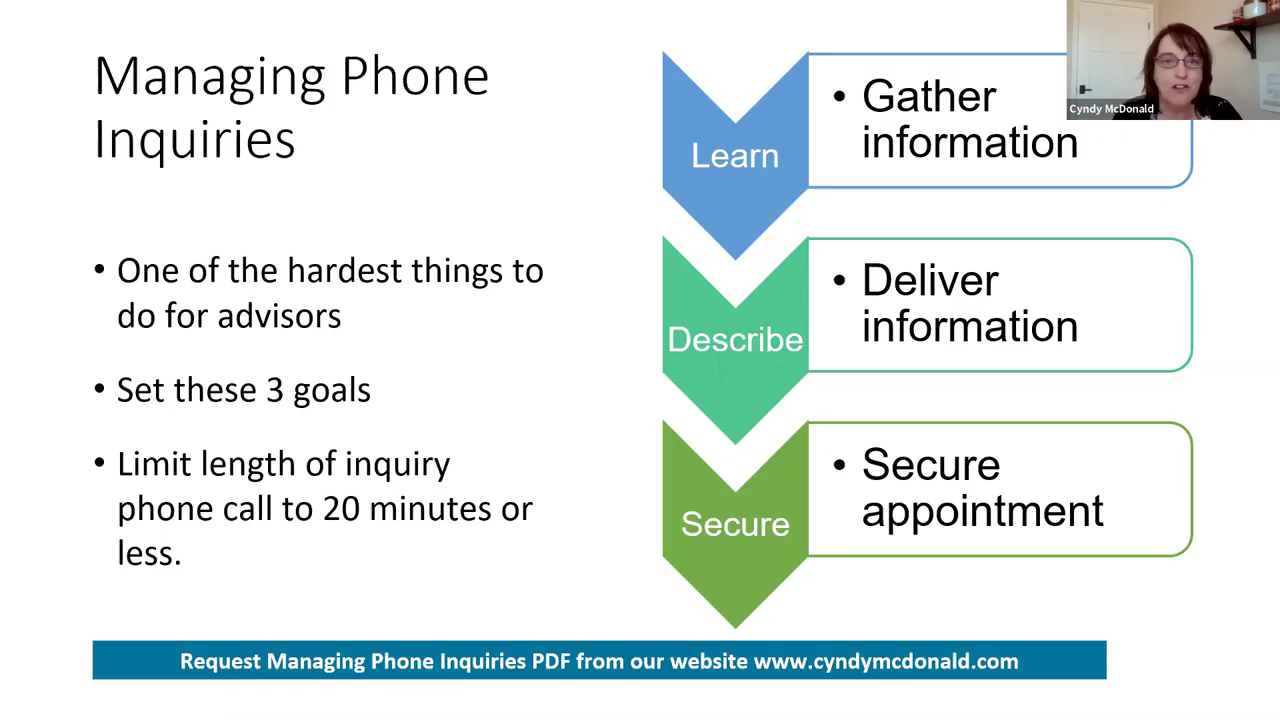 Managing Phone
Inquiries
• One of the hardest things to
do for advisors
• Set these 3 goals
• Limit length of inquiry
phone call to 20 minutes or
less.
Learn
• Gather
information
Describe
• Deliver
information
Secure
• Secure
appointment
Cyndy McDonald
Request Managing Phone Inquiries PDF from our website www.cyndymcdonald.com